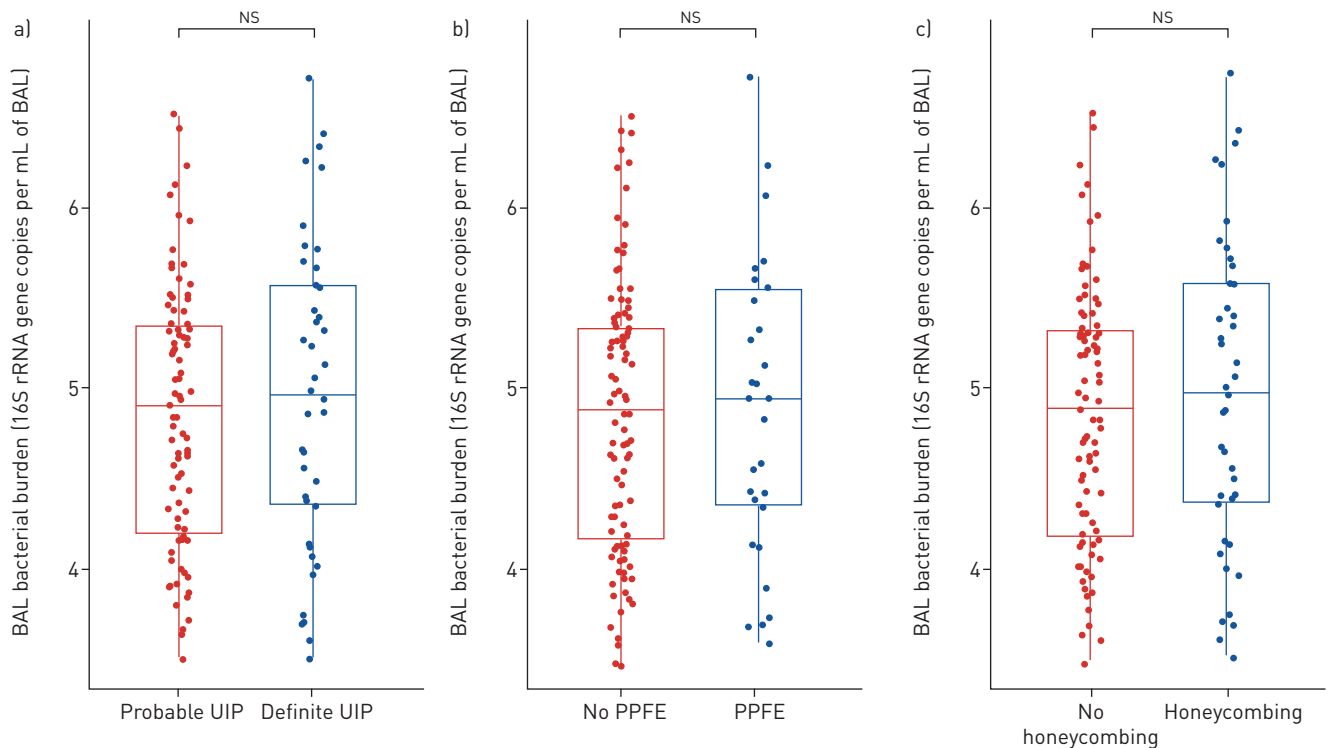 a)
NS
BAL bacterial burden (16S rRNA gene copies per mL of BAL)
6
5
4
Probable UIP
Definite UIP
b)
NS
BAL bacterial burden (16S rRNA gene copies per mL of BAL)
6
5
4
No PPFE
PPFE
c)
NS
BAL bacterial burden (16S rRNA gene copies per mL of BAL)
6
5
4
No
honeycombing
Honeycombing